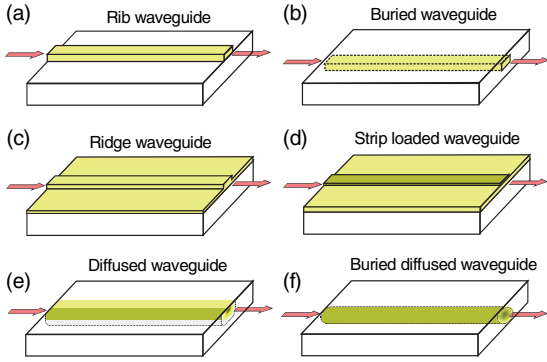 (a) Rib waveguide
(b) Buried waveguide
(c) Ridge waveguide
(d) Strip loaded waveguide
(e) Diffused waveguide
(f) Buried diffused waveguide